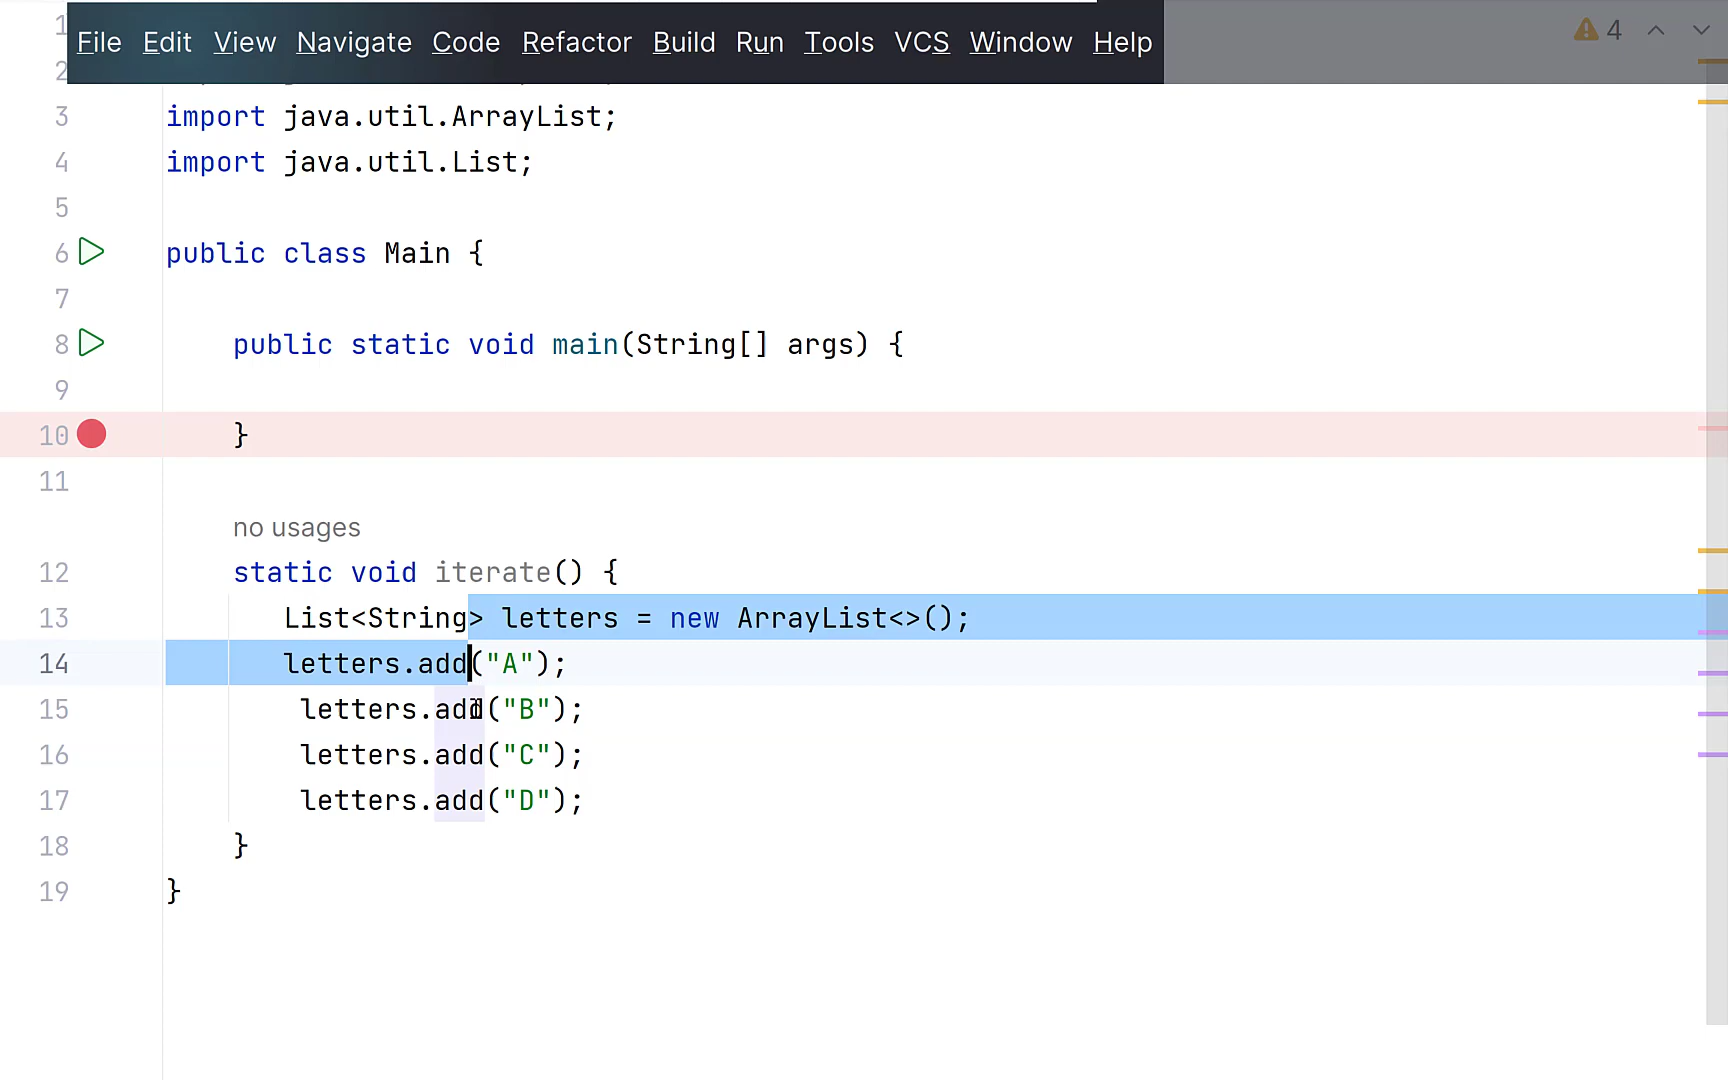 File Edit View Navigate Code Refactor Build Run Tools VCS Window Help
4
1
2
3 import java.util.ArrayList;
4 import java.util.List;
5
6 public class Main {
7
8 public static void main(String[] args) {
9
10 }
11
no usages
12 static void iterate() {
13 List<String> letters = new ArrayList<>();
14 letters.add("A");
15 letters.add("B");
16 letters.add("C");
17 letters.add("D");
18 }
19 }